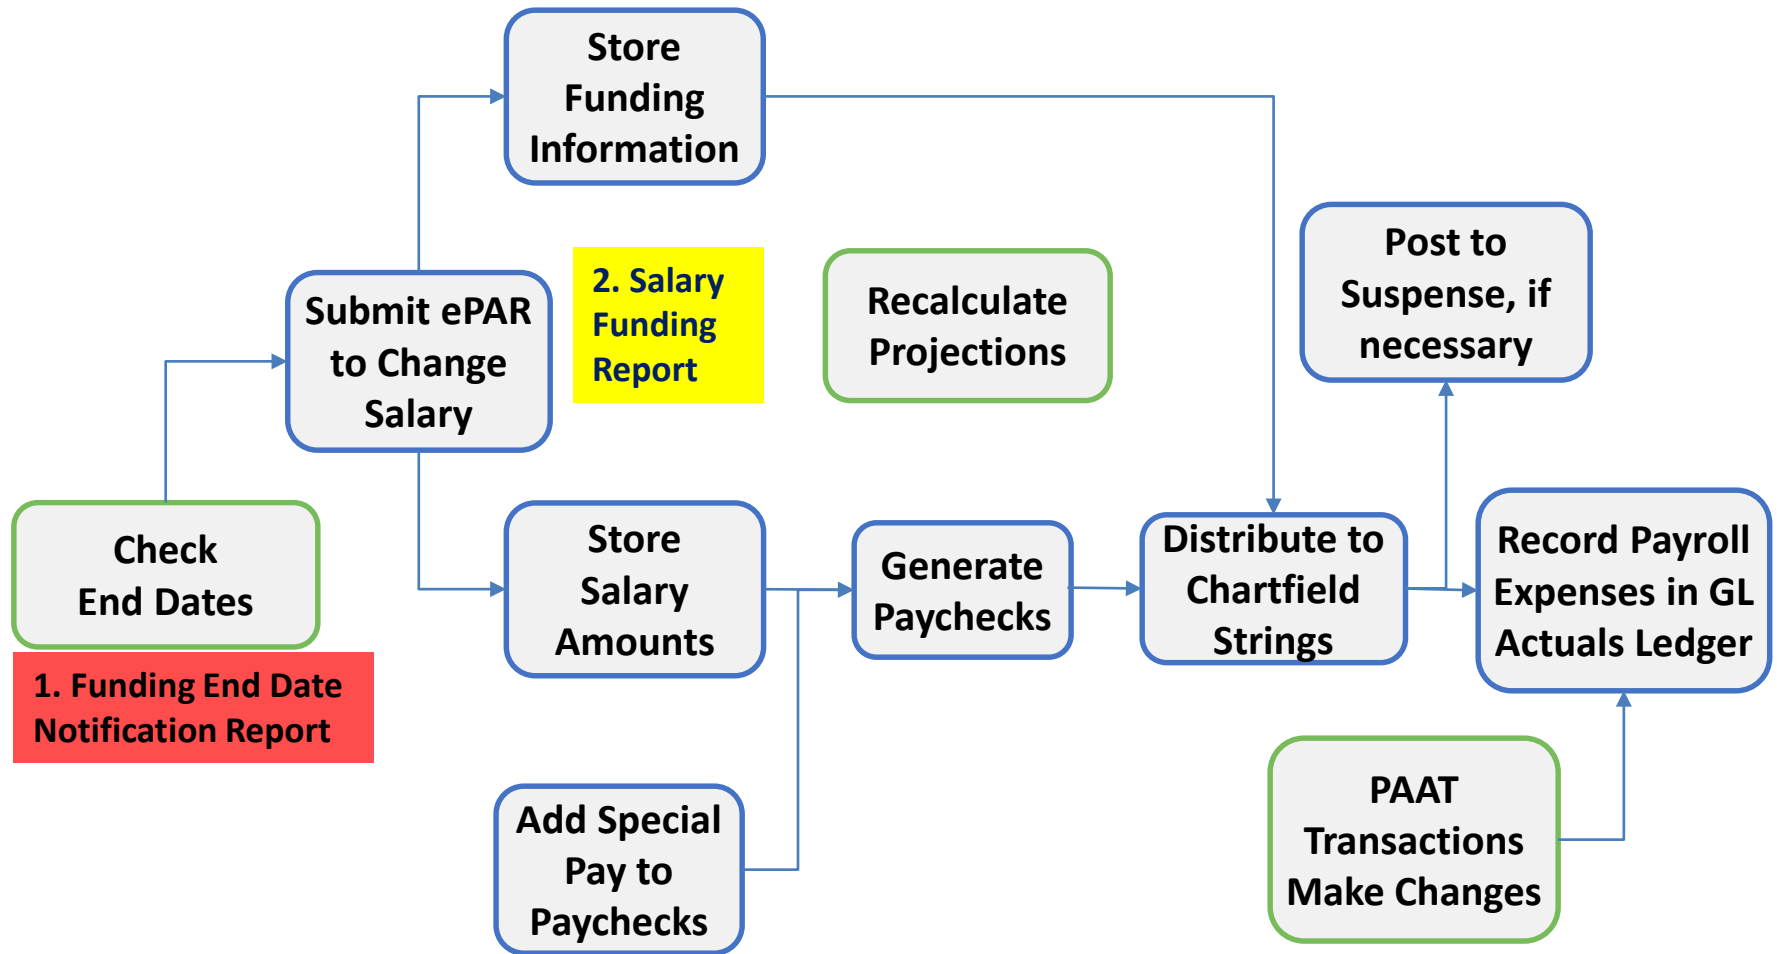 Store
Funding
Information
Submit ePAR
to Change
Salary
2. Salary
Funding
Report
Recalculate
Projections
Post to
Suspense, if
necessary
Check
End Dates
1. Funding End Date
Notification Report
Store
Salary
Amounts
Generate
Paychecks
Distribute to
Chartfield
Strings
Record Payroll
Expenses in GL
Actuals Ledger
Add Special
Pay to
Paychecks
PAAT
Transactions
Make Changes